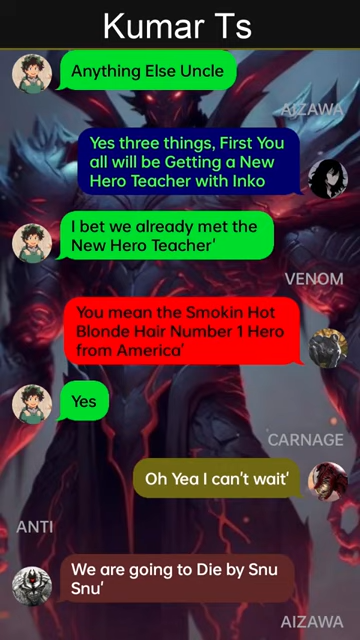 Kumar Ts
Anything Else Uncle
AIZAWA
Yes three things, First You
all will be Getting a New
Hero Teacher with Inko
I bet we already met the
New Hero Teacher'
VENOM
You mean the Smokin Hot
Blonde Hair Number 1 Hero
from America'
Yes
CARNAGE
Oh Yea I can't wait'
ANTI
We are going to Die by Snu
Snu'
AIZAWA